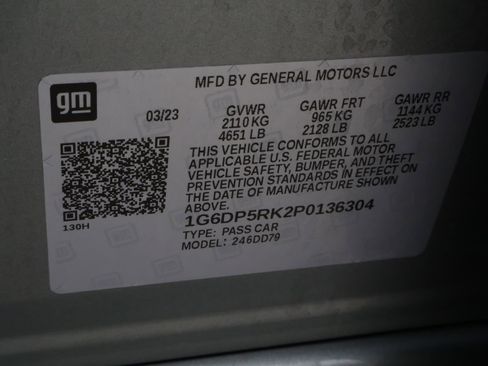 MFD BY GENERAL MOTORS LLC
gm
03/23 GVWR GAWR FRT GAWR RR
2110 KG 965 KG 1144 KG
4651 LB 2128 LB 2523 LB
THIS VEHICLE CONFORMS TO ALL
APPLICABLE U.S. FEDERAL MOTOR
VEHICLE SAFETY, BUMPER, AND THEFT
PREVENTION STANDARDS IN EFFECT ON
THE DATE OF MANUFACTURE SHOWN
ABOVE.
130H
1G6DP5RK2P0136304
TYPE: PASS CAR
MODEL: 246DD79